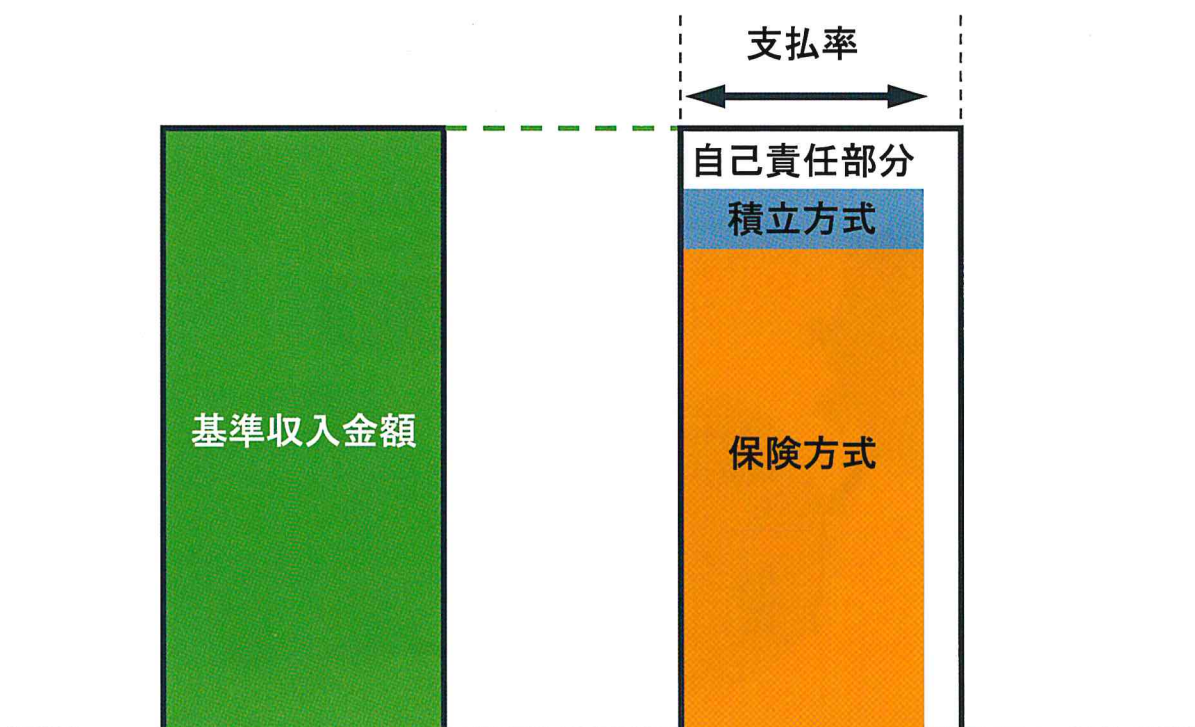 支払率
自己責任部分
積立方式
基準収入金額
保険方式